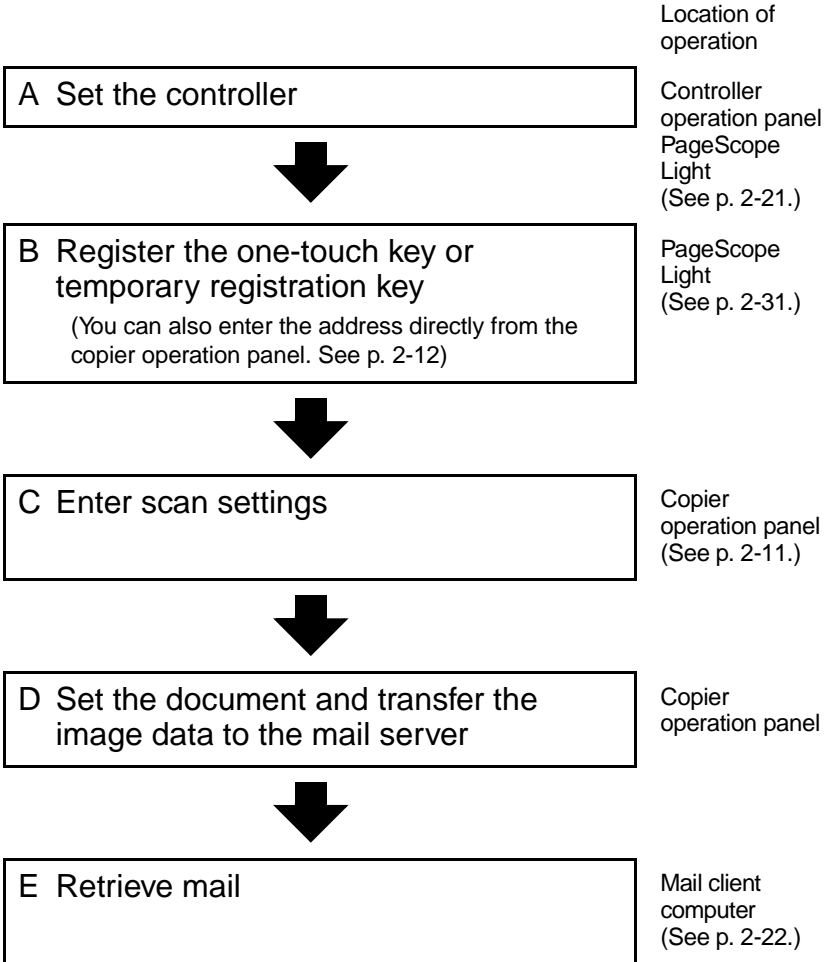 Location of
operation
A Set the controller
Controller
operation panel
PageScope
Light
(See p. 2-21.)
B Register the one-touch key or
temporary registration key
(You can also enter the address directly from the
copier operation panel. See p. 2-12)
PageScope
Light
(See p. 2-31.)
C Enter scan settings
Copier
operation panel
(See p. 2-11.)
D Set the document and transfer the
image data to the mail server
Copier
operation panel
E Retrieve mail
Mail client
computer
(See p. 2-22.)